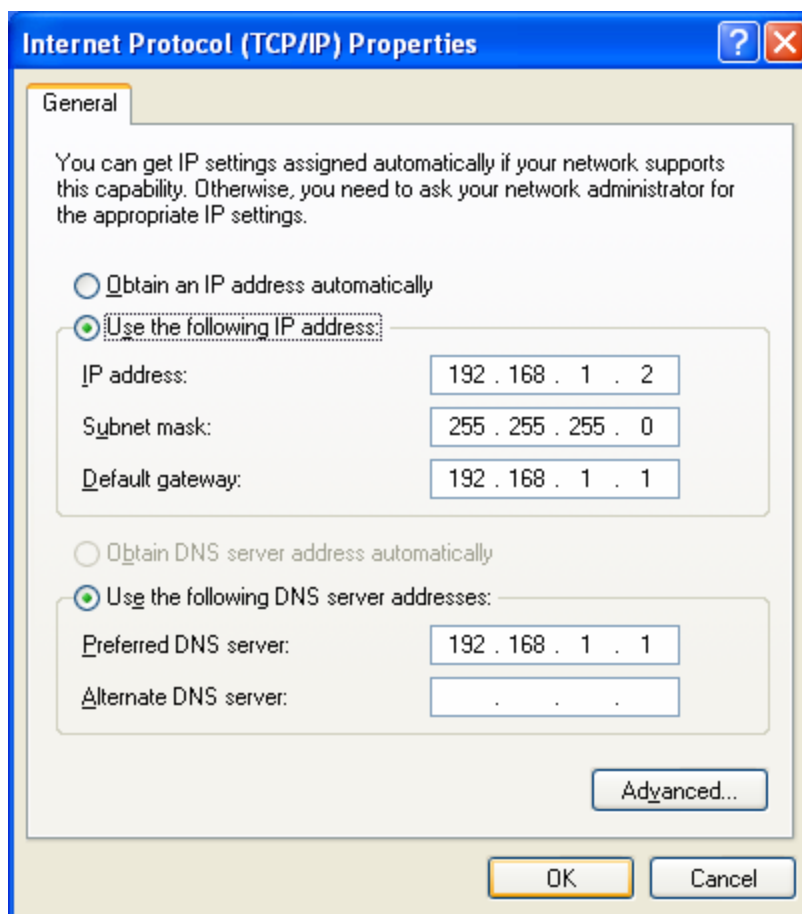 Internet Protocol (TCP/IP) Properties
General
You can get IP settings assigned automatically if your network supports
this capability. Otherwise, you need to ask your network administrator for
the appropriate IP settings.
Obtain an IP address automatically
Use the following IP address:
IP address: 192 . 168 . 1 . 2
Subnet mask: 255 . 255 . 255 . 0
Default gateway: 192 . 168 . 1 . 1
Obtain DNS server address automatically
Use the following DNS server addresses:
Preferred DNS server: 192 . 168 . 1 . 1
Alternate DNS server: . . .
Advanced...
OK Cancel